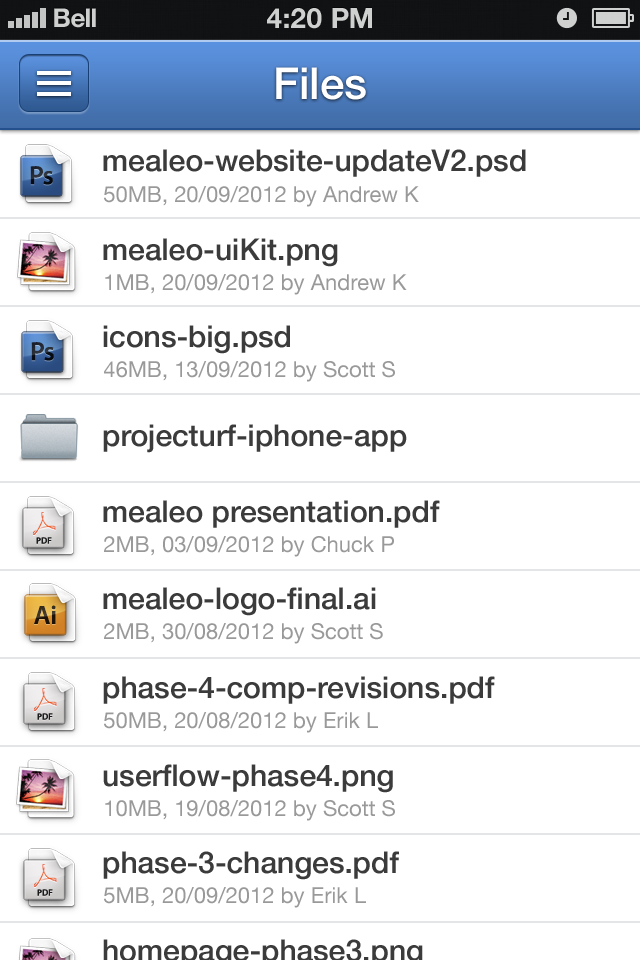 Bell
4:20 PM
Files
Ps
mealeo-website-updateV2.psd
50MB, 20/09/2012 by Andrew K
mealeo-uiKit.png
1MB, 20/09/2012 by Andrew K
Ps
icons-big.psd
46MB, 13/09/2012 by Scott S
projecturf-iphone-app
PDF
mealeo presentation.pdf
2MB, 03/09/2012 by Chuck P
Ai
mealeo-logo-final.ai
2MB, 30/08/2012 by Scott S
PDF
phase-4-comp-revisions.pdf
50MB, 20/08/2012 by Erik L
userflow-phase4.png
10MB, 19/08/2012 by Scott S
PDF
phase-3-changes.pdf
5MB, 20/09/2012 by Erik L
homepage-phase3.png